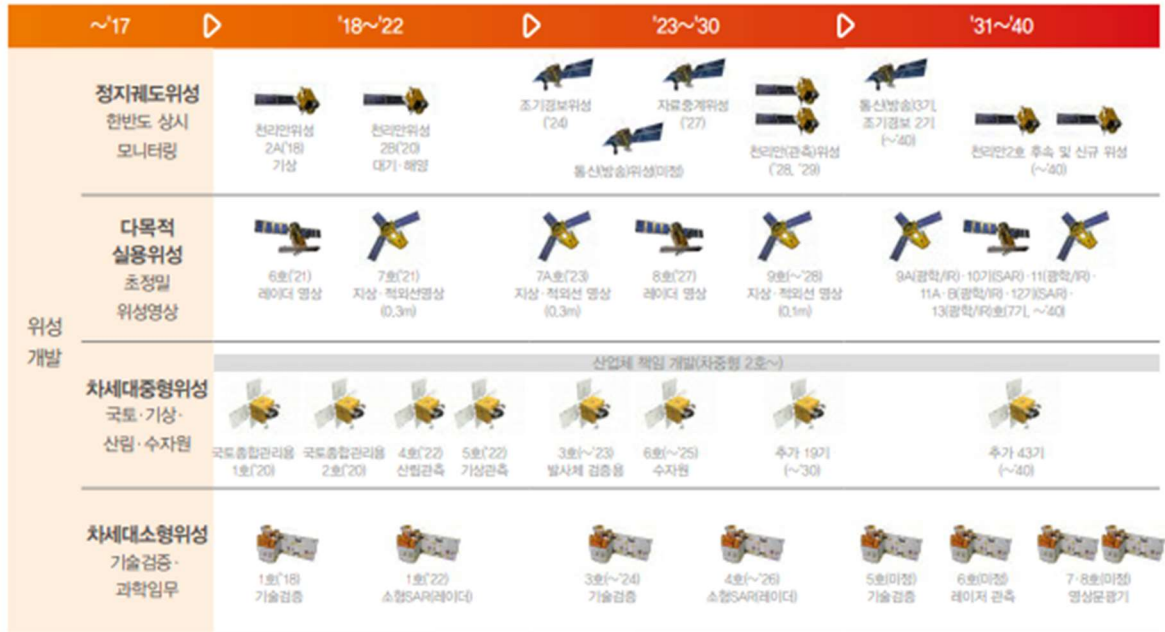 ~'17
'18~'22
'23~'30
'31~'40
위성
개발
정지궤도위성
한반도 상시
모니터링
천리안위성
2A('18)
기상
천리안위성
2B('20)
대기·해양
조기경보위성
('24)
통신(방송)위성(미정)
자료중계위성
('27)
천리안(관측)위성
('28, '29)
통신(방송)3기,
조기경보 2기
(~'40)
천리안2호 후속 및 신규 위성
(~'40)
다목적
실용위성
초정밀
위성영상
6호('21)
레이더 영상
7호('21)
지상·적외선영상
(0.3m)
7A호('23)
지상·적외선 영상
(0.3m)
8호('27)
레이더 영상
9호(~'28)
지상·적외선 영상
(0.1m)
9A(광학/IR)·10기(SAR)·11(광학/IR)·
11A·B(광학/IR)·12기(SAR)·
13(광학/IR)호(7기, ~'40)
산업체 책임 개발(차중형 2호~)
차세대중형위성
국토·기상·
산림·수자원
국토종합관리용
1호('20)
국토종합관리용
2호('20)
4호('22)
산림관측
5호('22)
기상관측
3호(~'23)
발사체 검증용
6호(~'25)
수자원
추가 19기
(~'30)
추가 43기
(~'40)
차세대소형위성
기술검증·
과학임무
1호('18)
기술검증
1호('22)
소형SAR(레이더)
3호(~'24)
기술검증
4호(~'26)
소형SAR(레이더)
5호(미정)
기술검증
6호(미정)
레이저 관측
7·8호(미정)
영상분광기